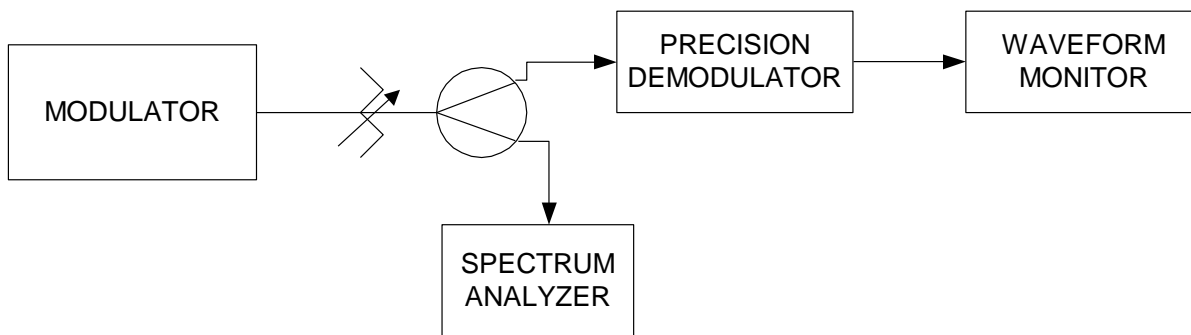 MODULATOR
PRECISION
DEMODULATOR
WAVEFORM
MONITOR
SPECTRUM
ANALYZER